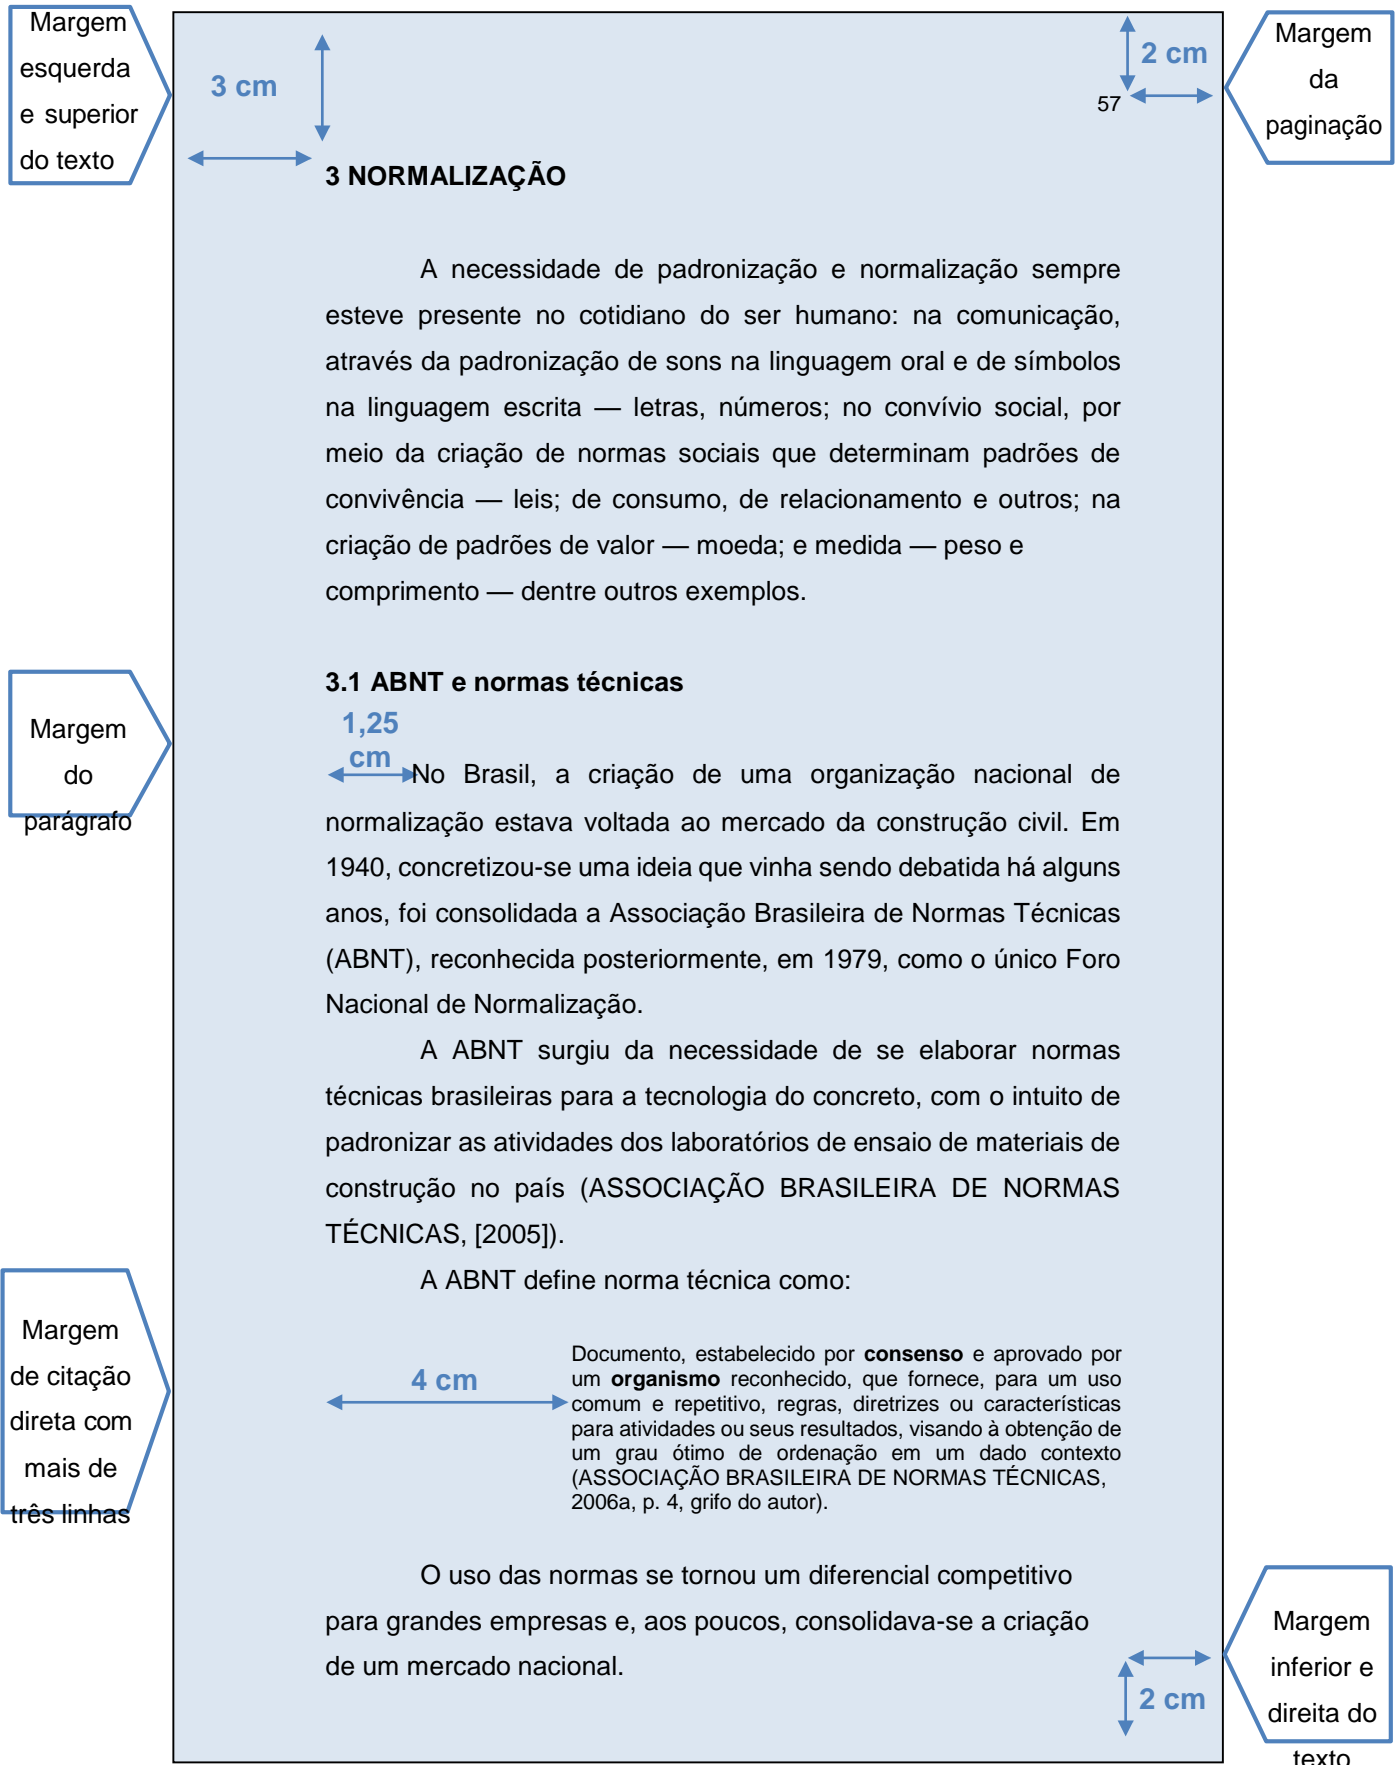 Margem
esquerda
e superior
do texto
3 cm
2 cm
57
Margem
da
paginação
3 NORMALIZAÇÃO
A necessidade de padronização e normalização sempre
esteve presente no cotidiano do ser humano: na comunicação,
através da padronização de sons na linguagem oral e de símbolos
na linguagem escrita — letras, números; no convívio social, por
meio da criação de normas sociais que determinam padrões de
convivência — leis; de consumo, de relacionamento e outros; na
criação de padrões de valor — moeda; e medida — peso e
comprimento — dentre outros exemplos.
3.1 ABNT e normas técnicas
Margem
do
parágrafo
1,25
cm
No Brasil, a criação de uma organização nacional de
normalização estava voltada ao mercado da construção civil. Em
1940, concretizou-se uma ideia que vinha sendo debatida há alguns
anos, foi consolidada a Associação Brasileira de Normas Técnicas
(ABNT), reconhecida posteriormente, em 1979, como o único Foro
Nacional de Normalização.
A ABNT surgiu da necessidade de se elaborar normas
técnicas brasileiras para a tecnologia do concreto, com o intuito de
padronizar as atividades dos laboratórios de ensaio de materiais de
construção no país (ASSOCIAÇÃO BRASILEIRA DE NORMAS
TÉCNICAS, [2005]).
A ABNT define norma técnica como:
Margem
de citação
direta com
mais de
três linhas
4 cm
Documento, estabelecido por consenso e aprovado por
um organismo reconhecido, que fornece, para um uso
comum e repetitivo, regras, diretrizes ou características
para atividades ou seus resultados, visando à obtenção de
um grau ótimo de ordenação em um dado contexto
(ASSOCIAÇÃO BRASILEIRA DE NORMAS TÉCNICAS,
2006a, p. 4, grifo do autor).
O uso das normas se tornou um diferencial competitivo
para grandes empresas e, aos poucos, consolidava-se a criação
de um mercado nacional.
2 cm
Margem
inferior e
direita do
texto